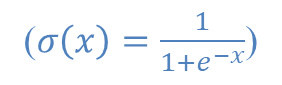 (σ(x) = 1/(1+e^{-x}))